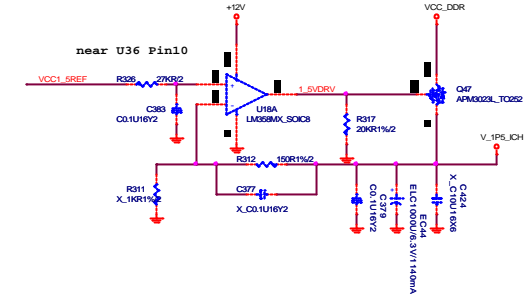 +12V
VCC_DDR
near U36 Pin10
VCC1_5REF
R326
27KR/2
C383
C0.1U16Y2
+
-
U18A
LM358MX_SOIC8
1_5VDRV
Q47
APM3023L_TO252
R317
20KR1%/2
V_1P5_ICH
R312
150R1%/2
R311
X_1KR1%/2
C377
X_C0.1U16Y2
C379
C0.1U16Y2
+
EC44
ELC1000U/6.3V/1140mA
C424
X_C10U16X6